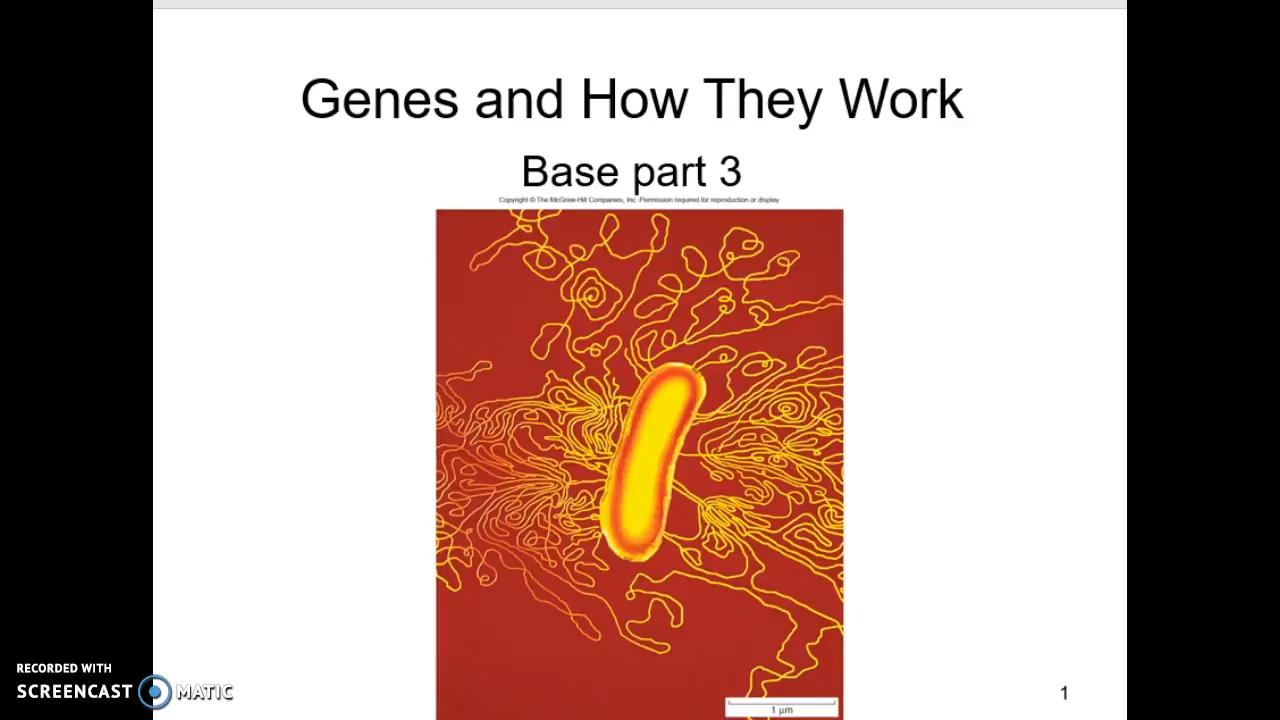 Genes and How They Work
Base part 3
Copyright © The McGraw-Hill Companies, Inc. Permission required for reproduction or display
1 µm
RECORDED WITH
SCREENCAST MATIC
1